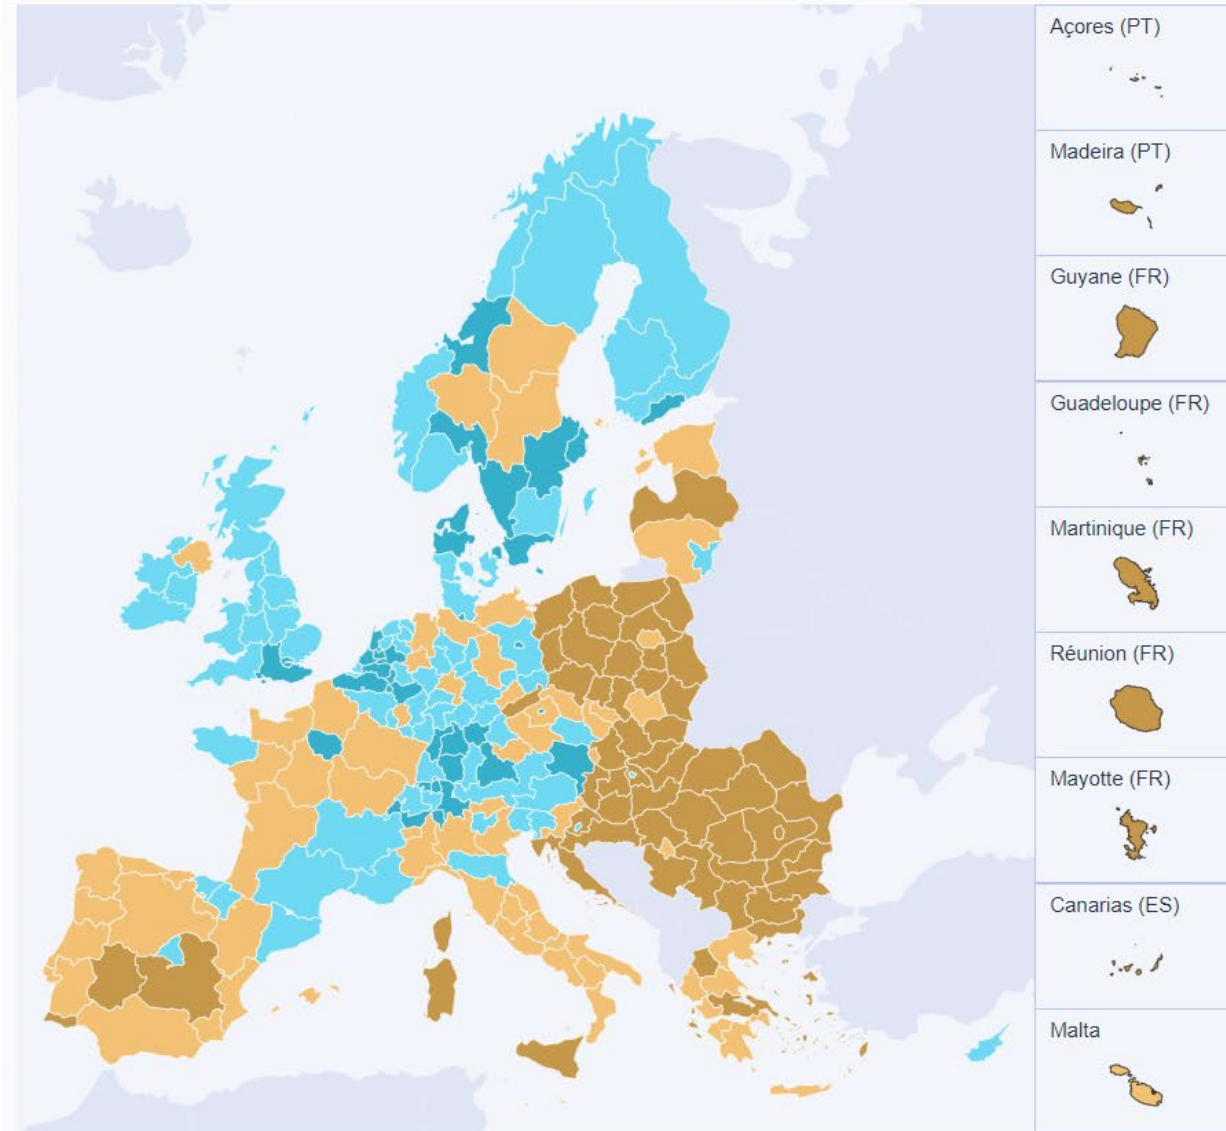 Açores (PT)
Madeira (PT)
Guyane (FR)
Guadeloupe (FR)
Martinique (FR)
Réunion (FR)
Mayotte (FR)
Canarias (ES)
Malta